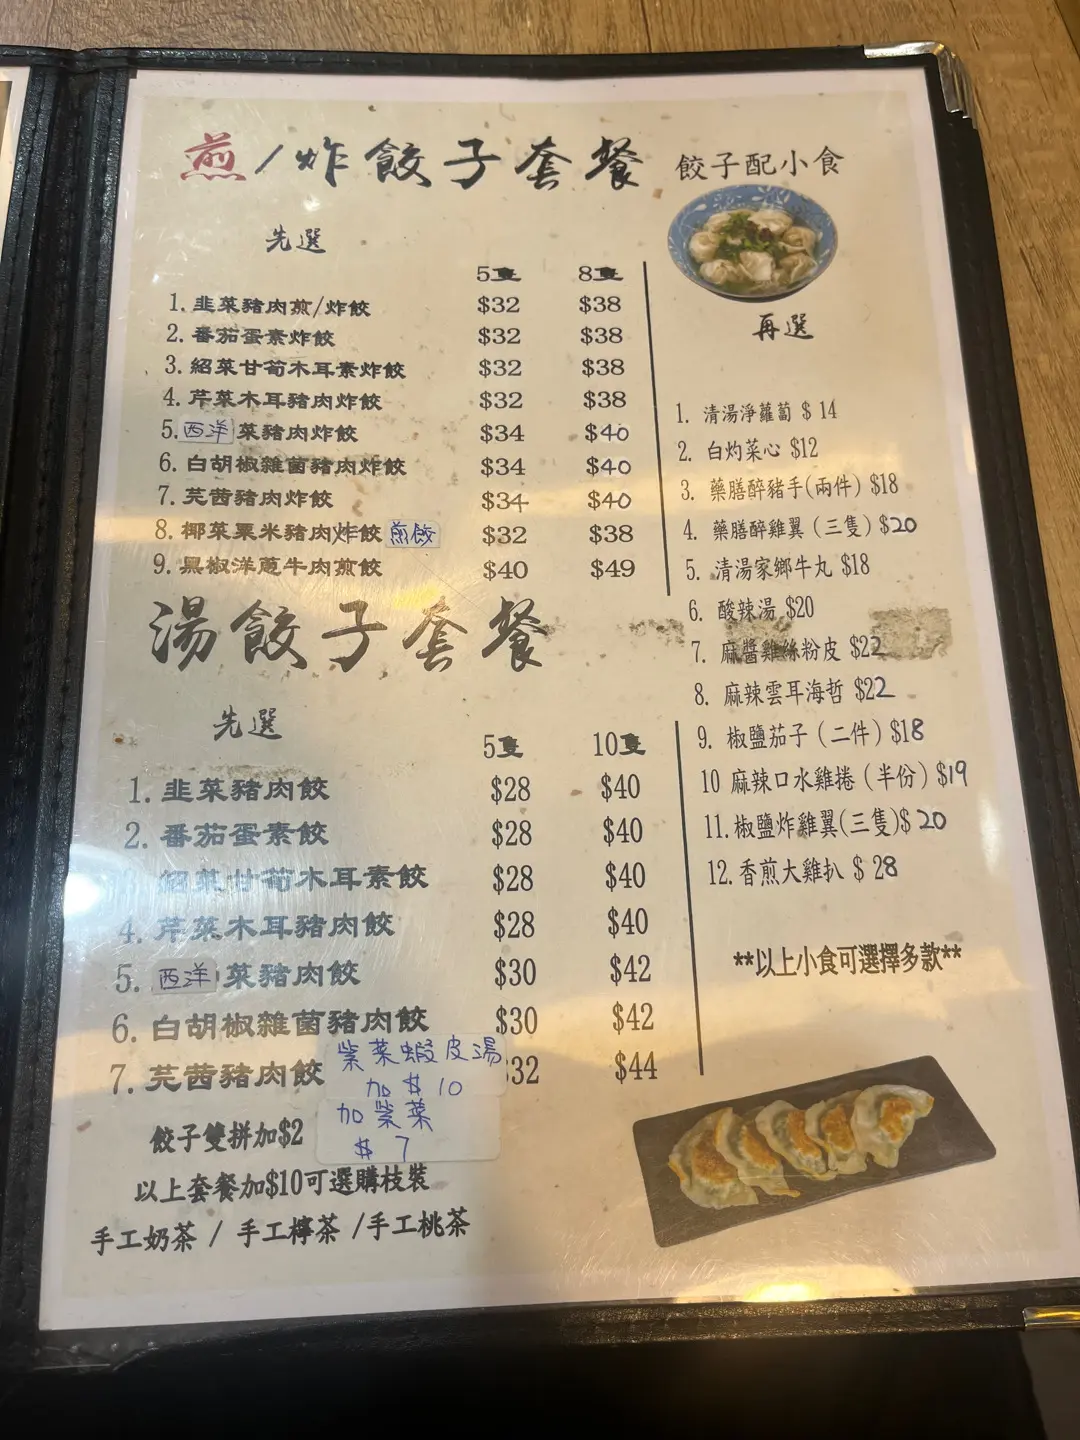 煎/炸餃子套餐 餃子配小食
先選
5隻 8隻
1. 韭菜豬肉煎/炸餃 $32 $38
2. 番茄蛋素炸餃 $32 $38
3. 紹菜甘荀木耳素炸餃 $32 $38
4. 芹菜木耳豬肉炸餃 $32 $38
5. 西洋菜豬肉炸餃 $34 $40
6. 白胡椒雜菌豬肉炸餃 $34 $40
7. 芫茜豬肉炸餃 $34 $40
8. 椰菜粟米豬肉炸餃 煎餃 $32 $38
9. 黑椒洋蔥牛肉煎餃 $40 $49
再選
1. 清湯淨蘿蔔 $14
2. 白灼菜心 $12
3. 藥膳醉豬手(兩件) $18
4. 藥膳醉雞翼 (三隻) $20
5. 清湯家鄉牛丸 $18
6. 酸辣湯 $20
7. 麻醬雞絲粉皮 $22
8. 麻辣雲耳海哲 $22
9. 椒鹽茄子 (二件) $18
10 麻辣口水雞捲 (半份) $19
11. 椒鹽炸雞翼(三隻)$ 20
12. 香煎大雞扒 $ 28
**以上小食可選擇多款**
湯餃子套餐
先選
5隻 10隻
1. 韭菜豬肉餃 $28 $40
2. 番茄蛋素餃 $28 $40
紹菜甘荀木耳素餃 $28 $40
4. 芹菜木耳豬肉餃 $28 $40
5. 西洋菜豬肉餃 $30 $42
6. 白胡椒雜菌豬肉餃 $30 $42
7. 芫茜豬肉餃 $32 $44
紫菜蝦皮湯
加 $ 10
加紫菜
$ 7
餃子雙拼加$2
以上套餐加$10可選購枝裝
手工奶茶 / 手工檸茶 /手工桃茶